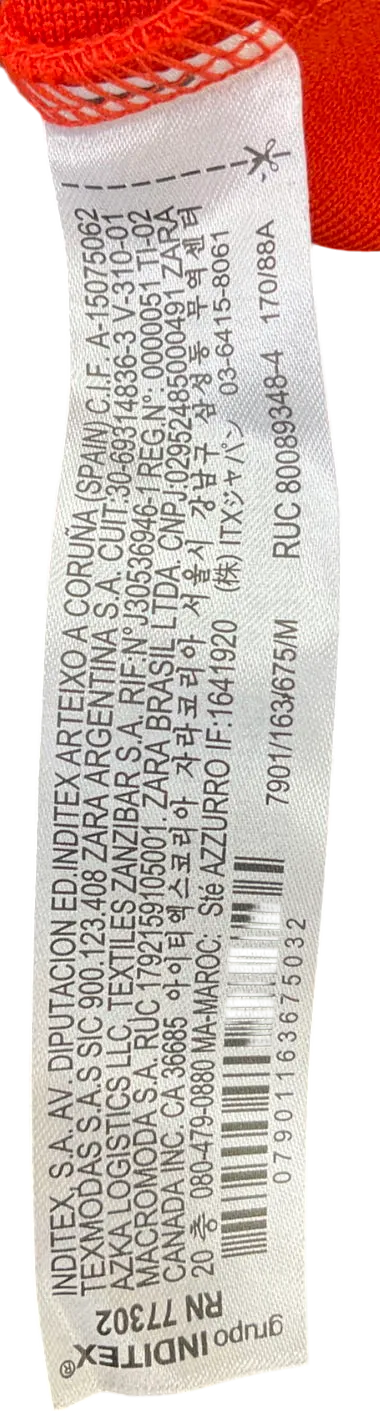 INDITEX, S.A. AV. DIPUTACION ED.INDITEX ARTEIXO A CORUÑA (SPAIN) C.I.F. A-15075062
TEXMODAS S.A.S SIC 900.123.408 ZARA ARGENTINA S.A. CUIT:30-69314836-3 V-310-01
AZKA LOGISTICS LLC. TEXTILES ZANZIBAR S.A. RIF:N°J30536946-1 REG.N°: 0000051 TI-02
MACROMODA S.A. RUC 1792159105001. ZARA BRASIL LTDA. CNPJ.02952485000491 ZARA
CANADA INC. CA 36685 아이티엑스코리아 자라코리아 서울시 강남구 삼성동 무역센터
20 층 080-479-0880 MA-MAROC: Sté AZZURRO IF:1641920 (株) ITXジャパン 03-6415-8061
7901/163/675/M RUC 80089348-4 170/88A
07901163675032
grupo INDITEX®
RN 77302